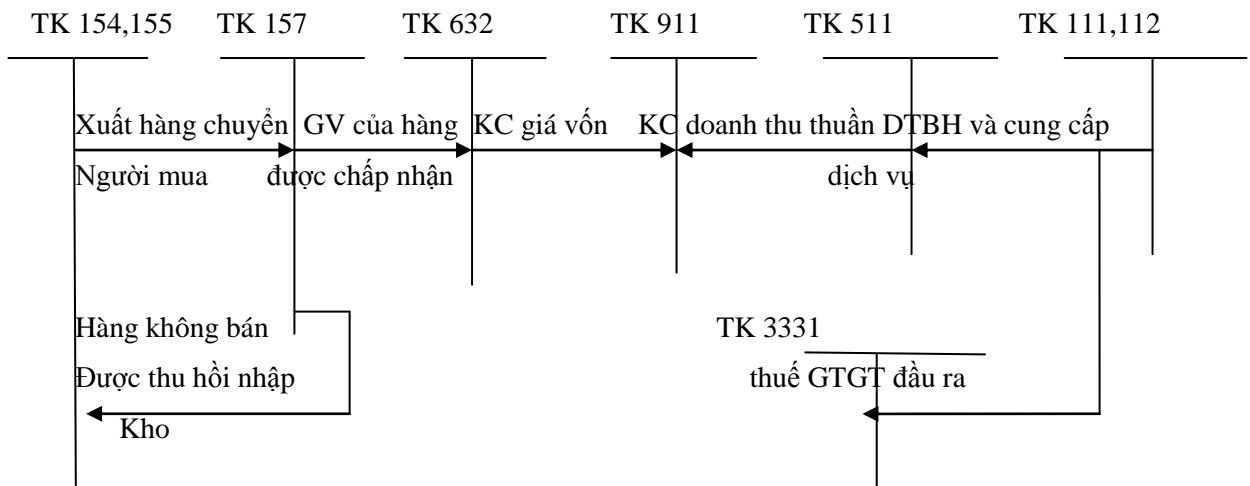 TK 154,155 TK 157 TK 632 TK 911 TK 511 TK 111,112
Xuất hàng chuyển GV của hàng KC giá vốn KC doanh thu thuần DTBH và cung cấp
Người mua được chấp nhận dịch vụ
Hàng không bán TK 3331
Được thu hồi nhập thuế GTGT đầu ra
Kho